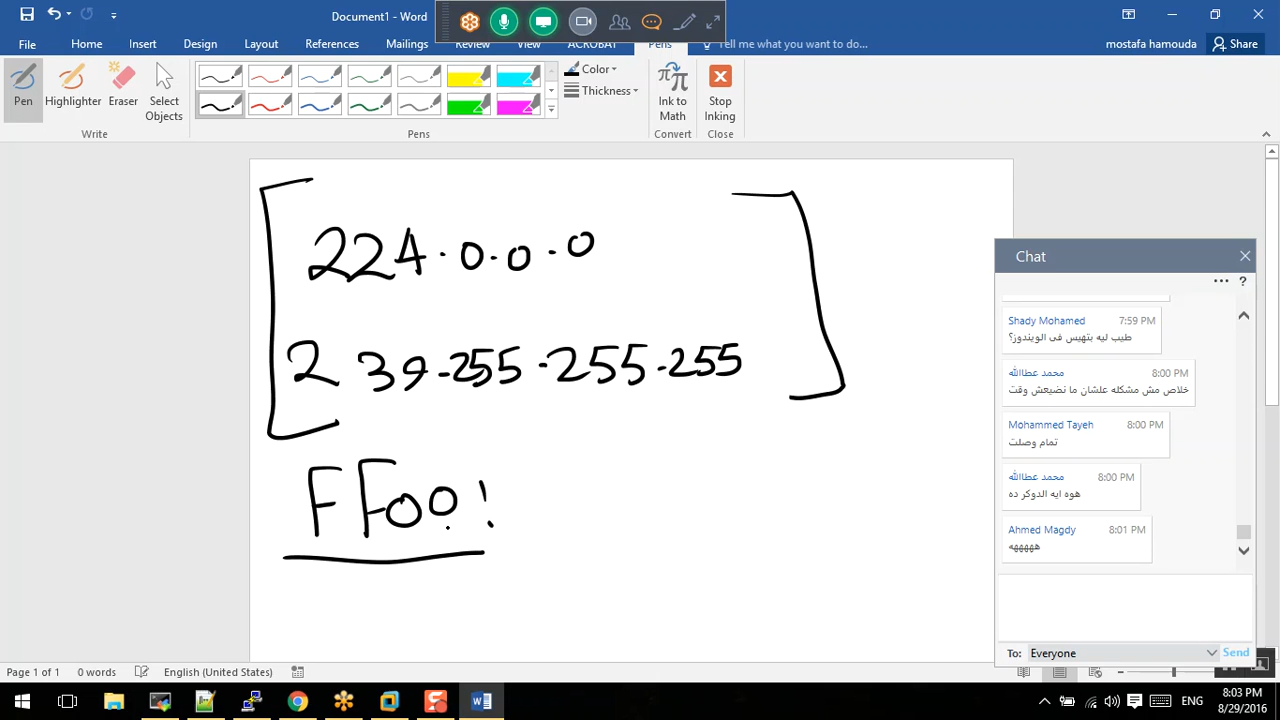 Document1 - Word
mostafa hamouda
Share
File
Home
Insert
Design
Layout
References
Mailings
Review
View
ACROBAT
Pens
Tell me what you want to do...
Pen
Highlighter
Eraser
Select Objects
Write
Pens
Color
Thickness
Ink to Math
Convert
Stop Inking
Close
224.0.0.0
239.255.255.255
FF00:
Chat
?
Shady Mohamed 7:59 PM
طيب ليه بتهيس فى الويندوز؟
محمد عطاالله 8:00 PM
خلاص مش مشكله علشان ما نضيعش وقت
Mohammed Tayeh 8:00 PM
تمام وصلت
محمد عطاالله 8:00 PM
هوه ايه الدوكر ده
Ahmed Magdy 8:01 PM
هههههه
To: Everyone
Send
Page 1 of 1
0 words
English (United States)
ENG
8:03 PM
8/29/2016